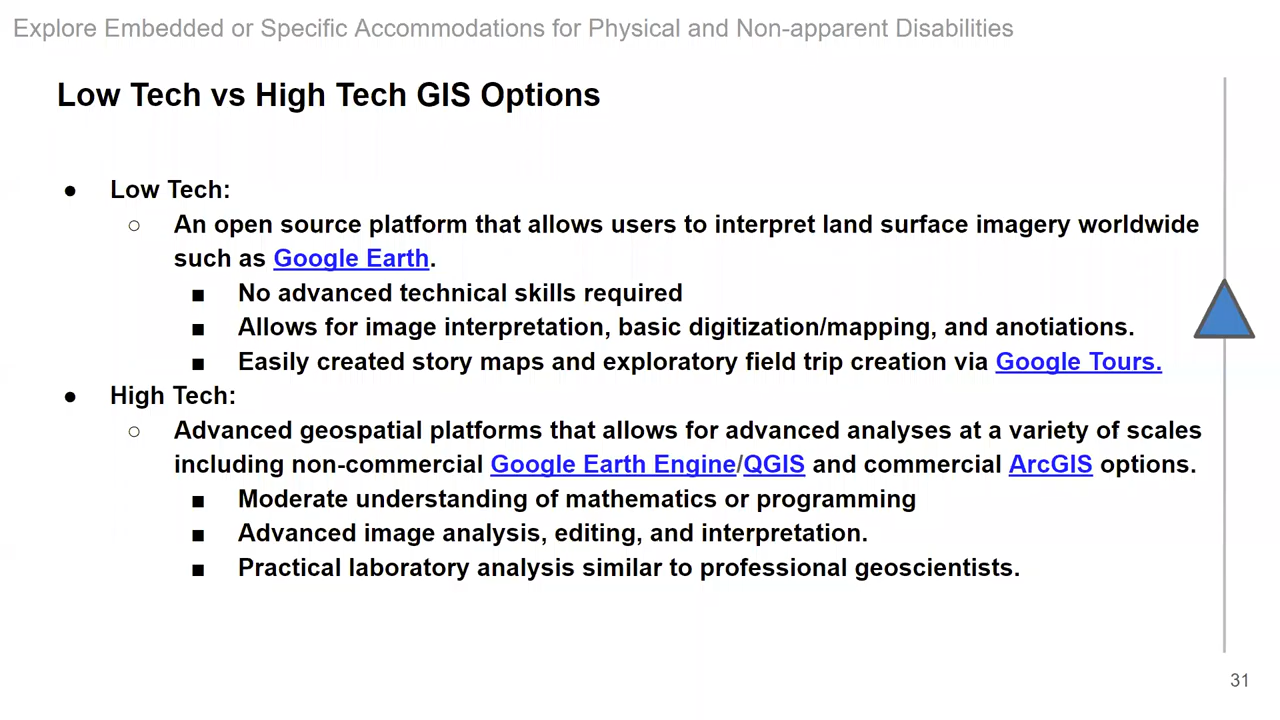 Explore Embedded or Specific Accommodations for Physical and Non-apparent Disabilities
Low Tech vs High Tech GIS Options
● Low Tech:
○ An open source platform that allows users to interpret land surface imagery worldwide
such as Google Earth.
■ No advanced technical skills required
■ Allows for image interpretation, basic digitization/mapping, and anotiations.
■ Easily created story maps and exploratory field trip creation via Google Tours.
● High Tech:
○ Advanced geospatial platforms that allows for advanced analyses at a variety of scales
including non-commercial Google Earth Engine/QGIS and commercial ArcGIS options.
■ Moderate understanding of mathematics or programming
■ Advanced image analysis, editing, and interpretation.
■ Practical laboratory analysis similar to professional geoscientists.
31